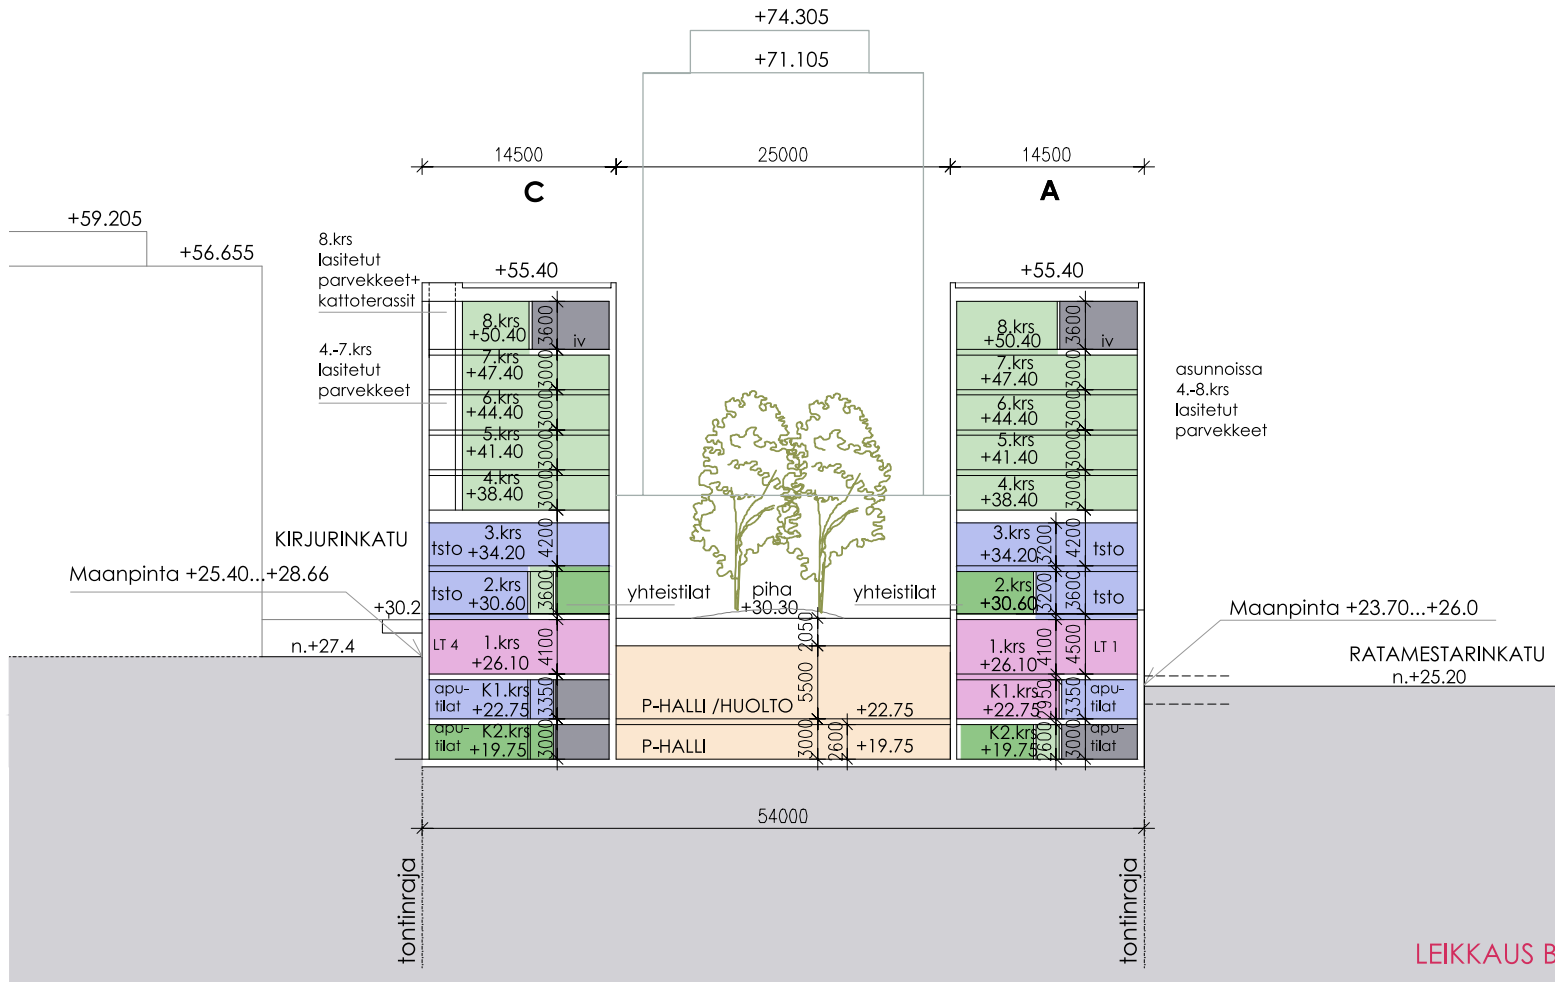 +74.305
+71.105
14500
25000
14500
C
A
+59.205
+56.655
8.krs
lasitetut
parvekkeet+
kattoterassit
4.-7.krs
lasitetut
parvekkeet
+55.40
+55.40
8.krs
+50.40
3600
iv
7.krs
+47.40
3000
6.krs
+44.40
3000
5.krs
+41.40
3000
4.krs
+38.40
3000
3.krs
tsto
+34.20
4200
2.krs
tsto
+30.60
3600
LT 4
1.krs
+26.10
4100
apu-
tilat
K1.krs
+22.75
3350
apu-
tilat
K2.krs
+19.75
3000
8.krs
+50.40
3600
iv
7.krs
+47.40
3000
6.krs
+44.40
3000
5.krs
+41.40
3000
4.krs
+38.40
3000
3.krs
+34.20
3200
4200
tsto
2.krs
+30.60
3200
3600
tsto
1.krs
+26.10
4100
4500
LT 1
K1.krs
+22.75
2950
3350
apu-
tilat
K2.krs
+19.75
2600
3000
apu-
tilat
asunnoissa
4.-8.krs
lasitetut
parvekkeet
KIRJURINKATU
Maanpinta +25.40...+28.66
+30.2
n.+27.4
yhteistilat
piha
+30.30
yhteistilat
2050
5500
P-HALLI /HUOLTO
+22.75
P-HALLI
3000
2600
+19.75
Maanpinta +23.70...+26.0
RATAMESTARINKATU
n.+25.20
54000
tontinraja
tontinraja
LEIKKAUS B